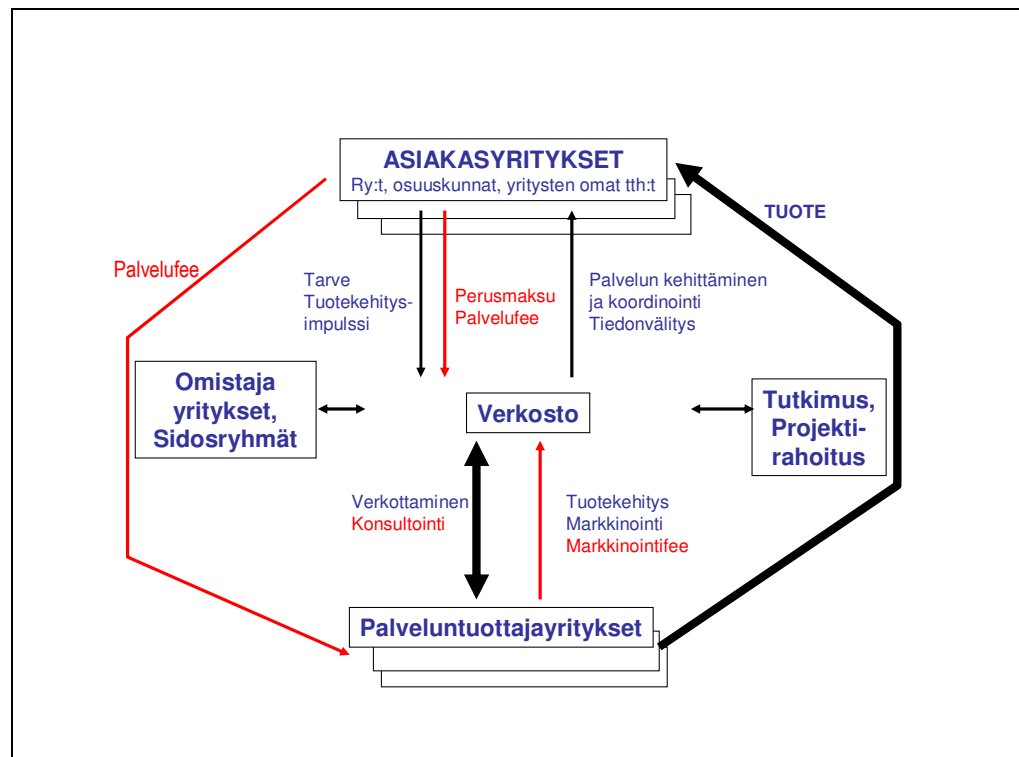 ASIAKASYRITYKSET
Ry:t, osuuskunnat, yritysten omat tth:t
TUOTE
Palvelufee
Tarve
Tuotekehitys-
impulssi
Perusmaksu
Palvelufee
Palvelun kehittäminen
ja koordinointi
Tiedonvälitys
Omistaja
yritykset,
Sidosryhmät
Verkosto
Tutkimus,
Projekti-
rahoitus
Verkottaminen
Konsultointi
Tuotekehitys
Markkinointi
Markkinointifee
Palveluntuottajayritykset